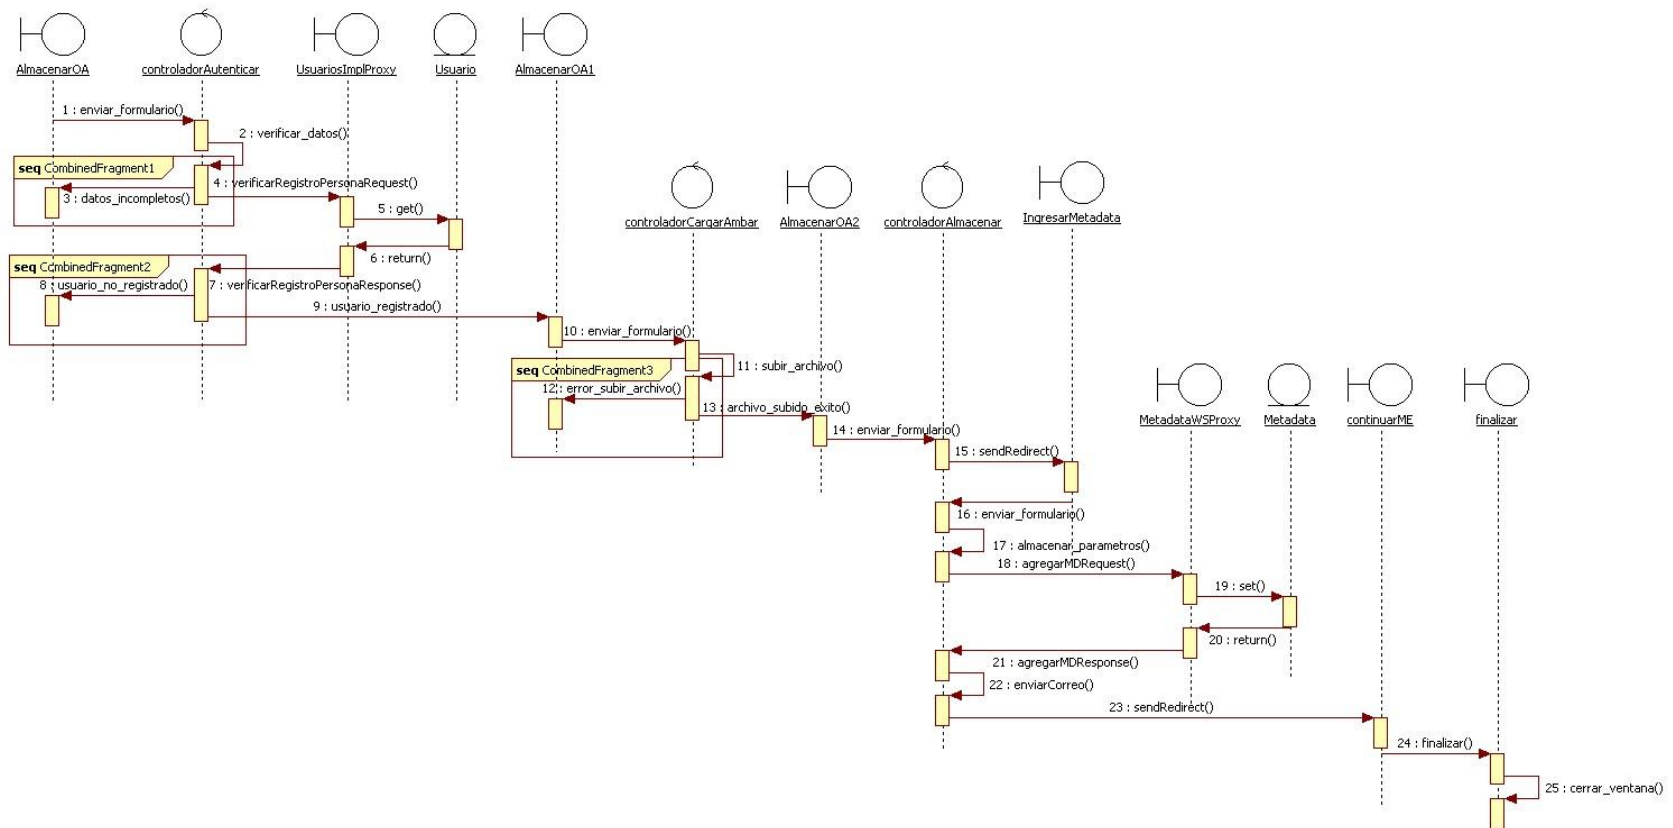 AlmacenarOA
controladorAutenticar
UsuariosImplProxy
Usuario
AlmacenarOA1
1 : enviar_formulario()
2 : verificar_datos()
seq CombinedFragment1
3 : datos_incompletos()
4 : verificarRegistroPersonaRequest()
5 : get()
6 : return()
seq CombinedFragment2
7 : verificarRegistroPersonaResponse()
8 : usuario_no_registrado()
9 : usuario_registrado()
controladorCargarAmbar
AlmacenarOA2
controladorAlmacenar
IngresarMetadata
10 : enviar_formulario()
11 : subir_archivo()
seq CombinedFragment3
12 : error_subir_archivo()
13 : archivo_subido_exito()
14 : enviar_formulario()
15 : sendRedirect()
MetadataWSProxy
Metadata
continuarME
finalizar
16 : enviar_formulario()
17 : almacenar_parametros()
18 : agregarMDRequest()
19 : set()
20 : return()
21 : agregarMDResponse()
22 : enviarCorreo()
23 : sendRedirect()
24 : finalizar()
25 : cerrar_ventana()